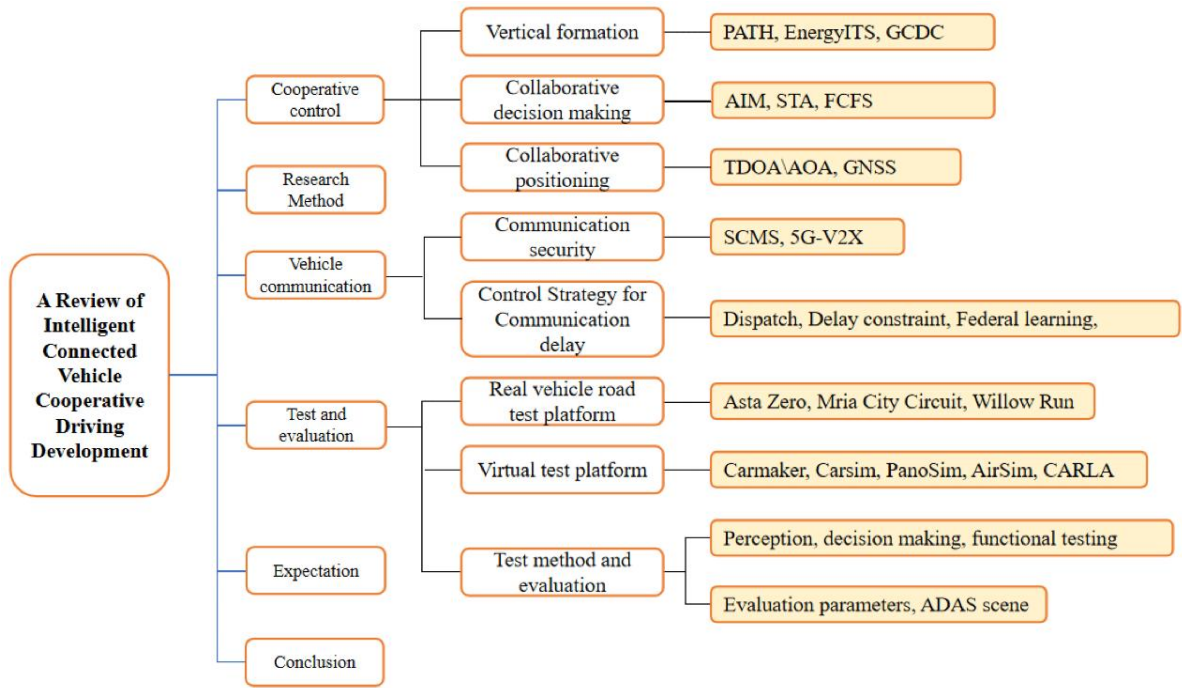 A Review of
Intelligent
Connected
Vehicle
Cooperative
Driving
Development
Cooperative
control
Vertical formation
PATH, EnergyITS, GCDC
Collaborative
decision making
AIM, STA, FCFS
Collaborative
positioning
TDOA\AOA, GNSS
Research
Method
Vehicle
communication
Communication
security
SCMS, 5G-V2X
Control Strategy for
Communication
delay
Dispatch, Delay constraint, Federal learning,
Test and
evaluation
Real vehicle road
test platform
Asta Zero, Mria City Circuit, Willow Run
Virtual test platform
Carmaker, Carsim, PanoSim, AirSim, CARLA
Test method and
evaluation
Perception, decision making, functional testing
Evaluation parameters, ADAS scene
Expectation
Conclusion